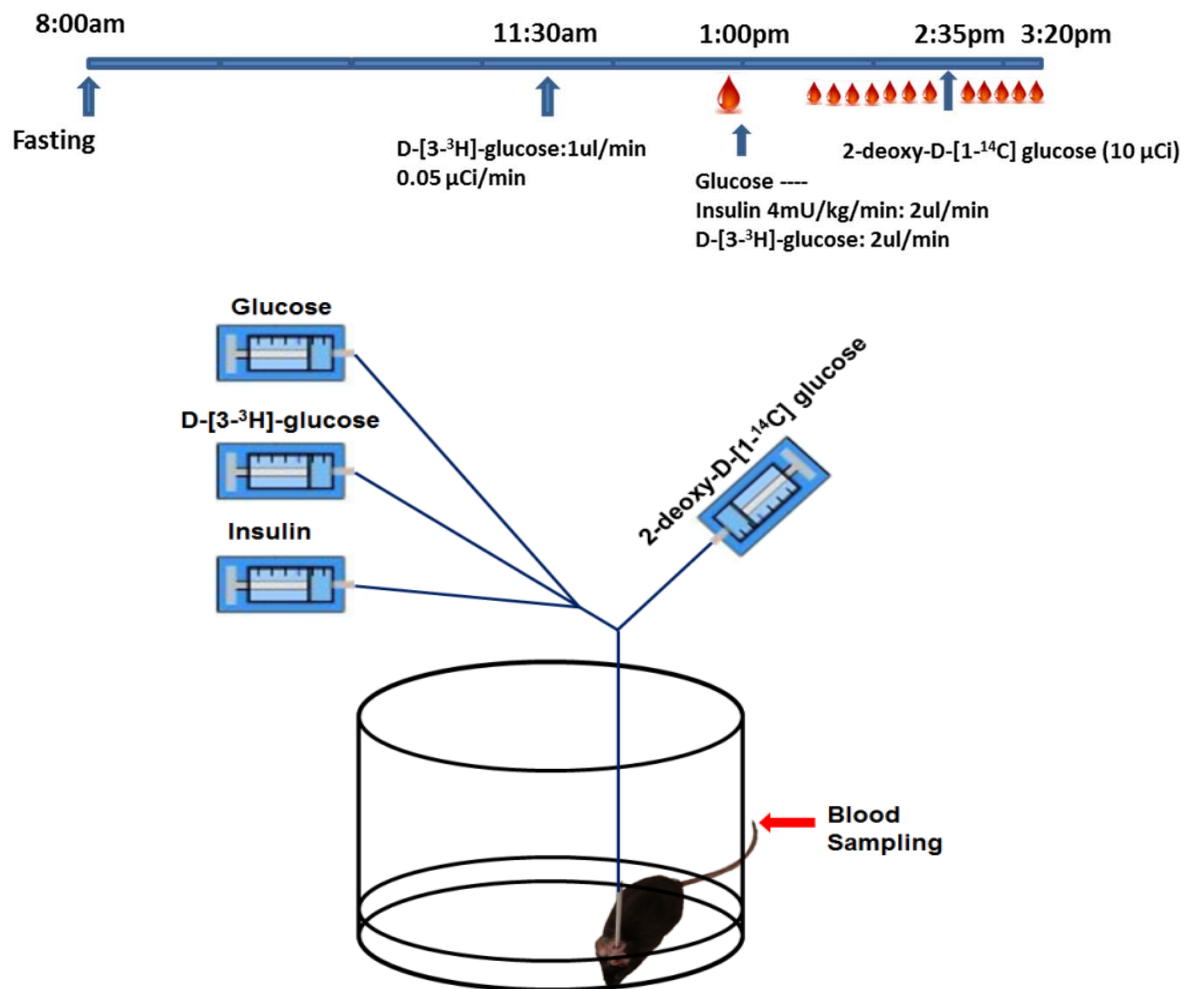 8:00am
11:30am
1:00pm
2:35pm
3:20pm
Fasting
D-[3-³H]-glucose:1ul/min
0.05 µCi/min
2-deoxy-D-[1-¹⁴C] glucose (10 µCi)
Glucose ----
Insulin 4mU/kg/min: 2ul/min
D-[3-³H]-glucose: 2ul/min
Glucose
D-[3-³H]-glucose
Insulin
2-deoxy-D-[1-¹⁴C] glucose
Blood
Sampling